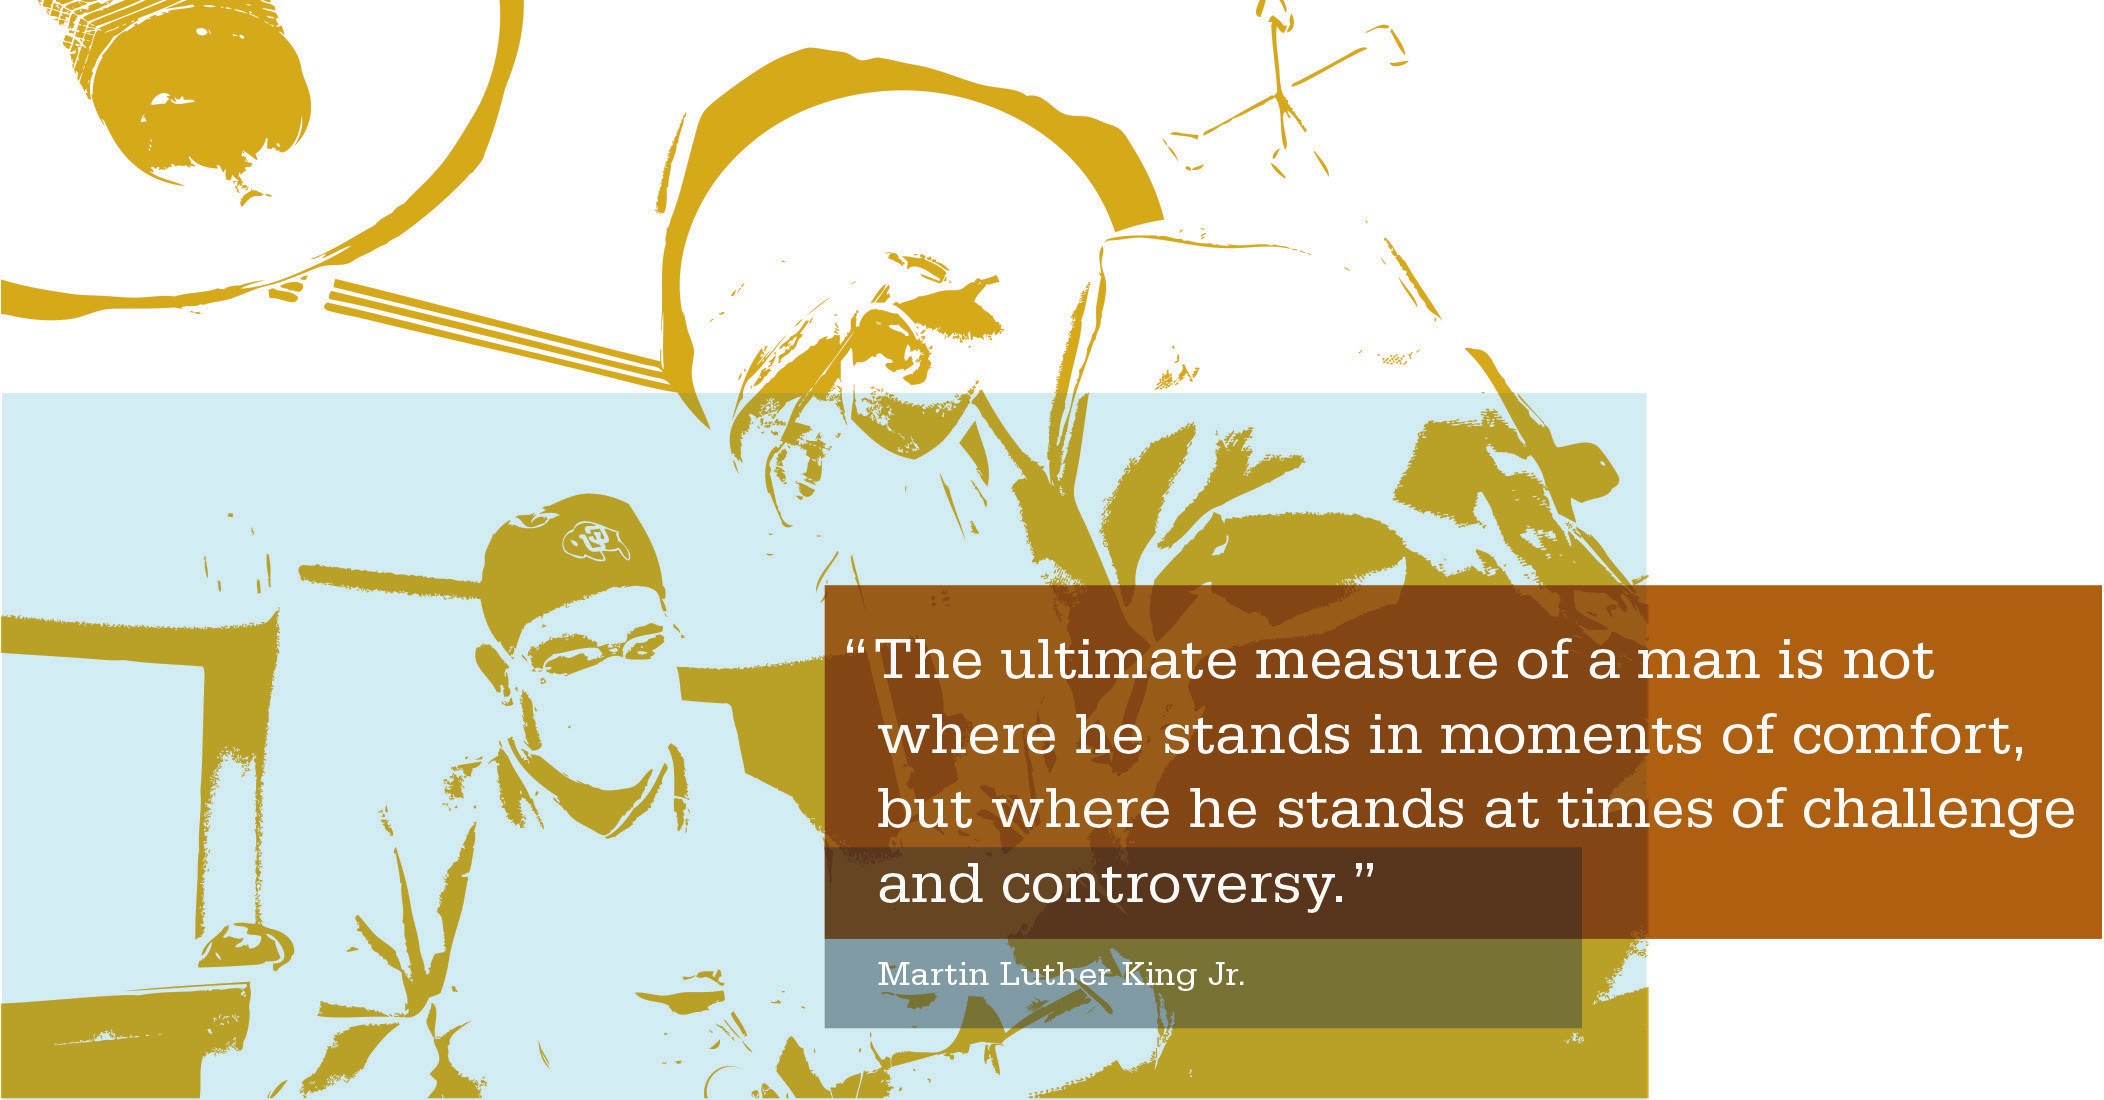 “The ultimate measure of a man is not
where he stands in moments of comfort,
but where he stands at times of challenge
and controversy.”
Martin Luther King Jr.
CU